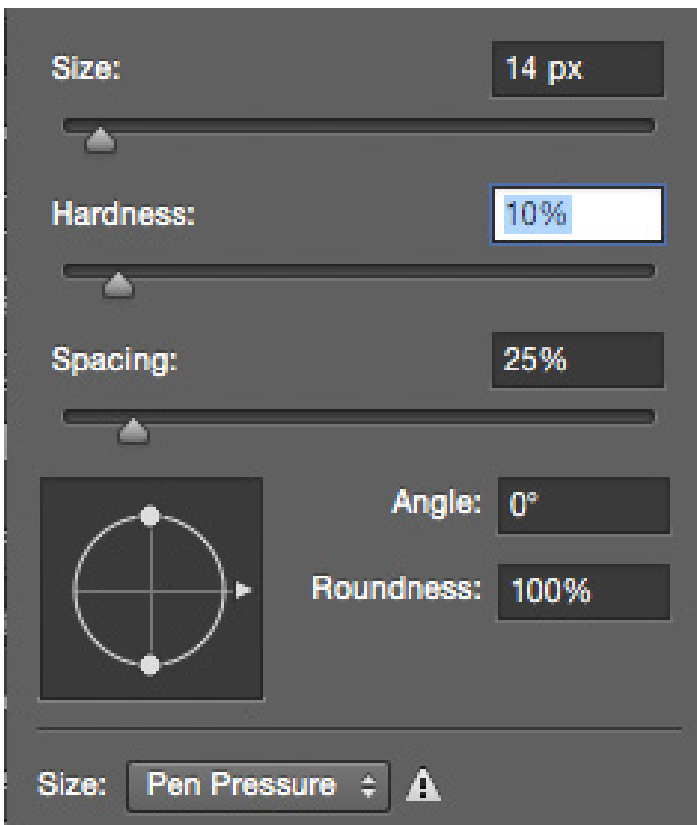 Size: 14 px
Hardness: 10%
Spacing: 25%
Angle: 0°
Roundness: 100%
Size: Pen Pressure